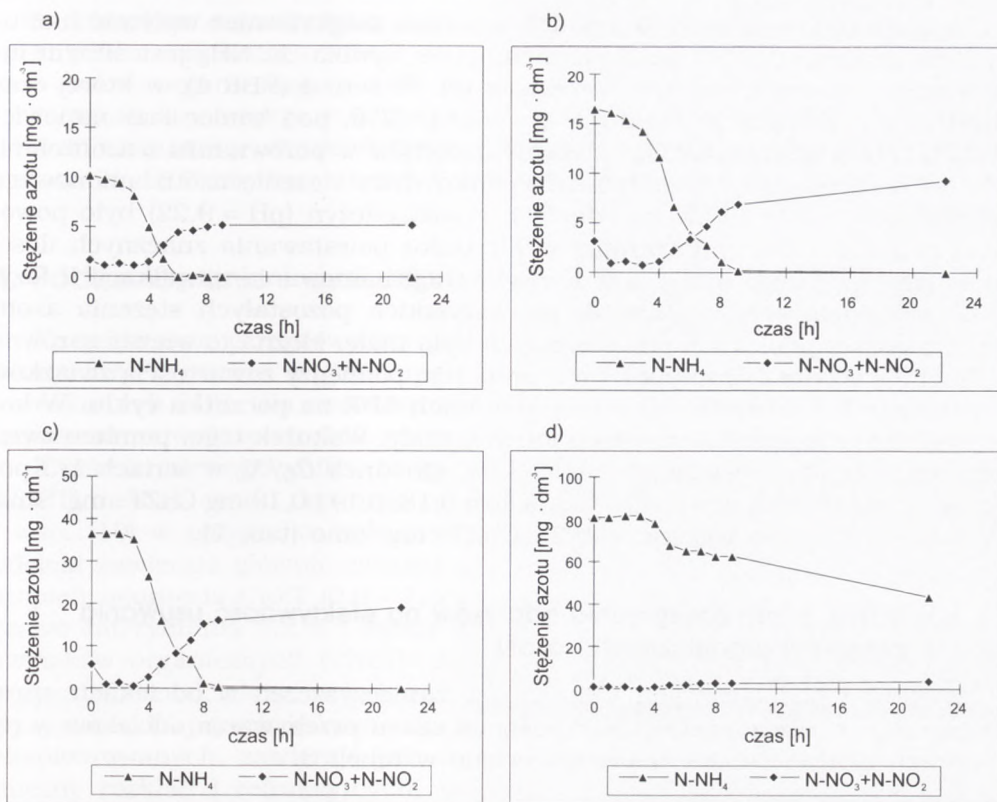 a)
Stężenie azotu [mg · dm⁻³]
20
15
10
5
0
0 4 8 12 16 20 24
czas [h]
N-NH₄ N-NO₃+N-NO₂
b)
Stężenie azotu [mg · dm⁻³]
20
15
10
5
0
0 4 8 12 16 20 24
czas [h]
N-NH₄ N-NO₃+N-NO₂
c)
Stężenie azotu [mg · dm⁻³]
50
40
30
20
10
0
0 4 8 12 16 20 24
czas [h]
N-NH₄ N-NO₃+N-NO₂
d)
Stężenie azotu [mg · dm⁻³]
100
80
60
40
20
0
0 4 8 12 16 20 24
czas [h]
N-NH₄ N-NO₃+N-NO₂